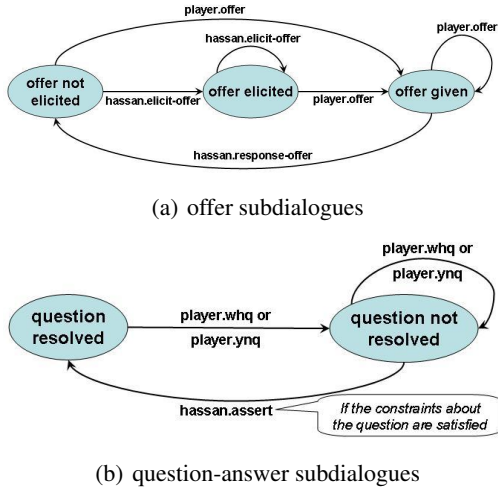 player.offer
hassan.elicit-offer
player.offer
offer not
elicited
offer elicited
offer given
hassan.elicit-offer
player.offer
hassan.response-offer
(a) offer subdialogues
player.whq or
player.ynq
question
resolved
player.whq or
player.ynq
question not
resolved
hassan.assert
If the constraints about
the question are satisfied
(b) question-answer subdialogues